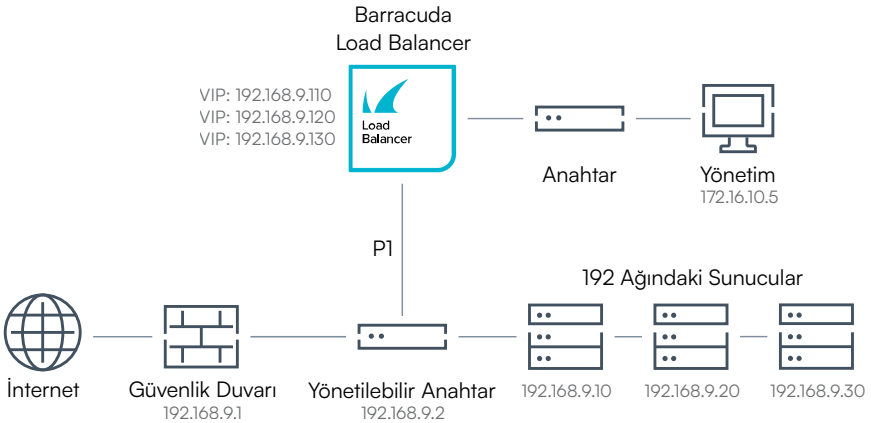 Barracuda
Load Balancer
VIP: 192.168.9.110
VIP: 192.168.9.120
VIP: 192.168.9.130
Load
Balancer
Anahtar
Yönetim
172.16.10.5
P1
192 Ağındaki Sunucular
İnternet
Güvenlik Duvarı
192.168.9.1
Yönetilebilir Anahtar
192.168.9.2
192.168.9.10
192.168.9.20
192.168.9.30